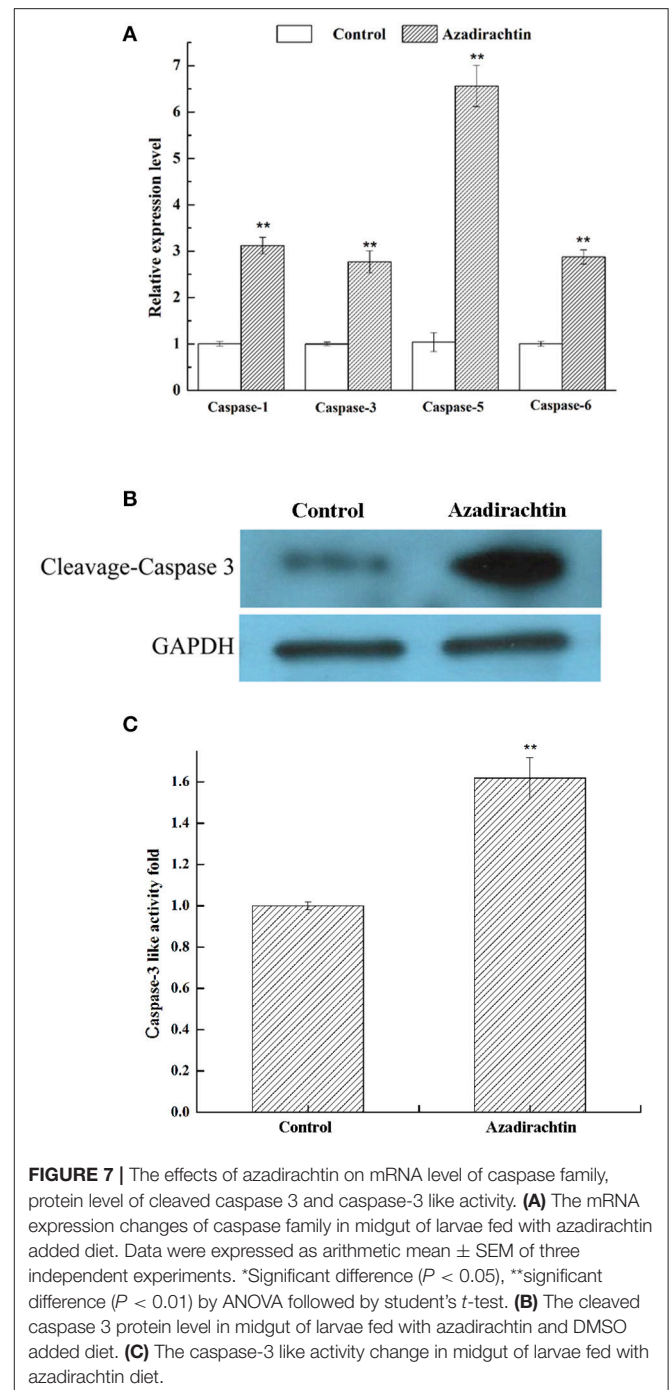 A
Control Azadirachtin
Relative expression level
7
6
5
4
3
2
1
0
** ** ** **
Caspase-1 Caspase-3 Caspase-5 Caspase-6
B
Control Azadirachtin
Cleavage-Caspase 3
GAPDH
C
Caspase-3 like activity fold
1.6
1.4
1.2
1.0
0.8
0.6
0.4
0.2
0.0
**
Control Azadirachtin
FIGURE 7 | The effects of azadirachtin on mRNA level of caspase family,
protein level of cleaved caspase 3 and caspase-3 like activity. (A) The mRNA
expression changes of caspase family in midgut of larvae fed with azadirachtin
added diet. Data were expressed as arithmetic mean ± SEM of three
independent experiments. *Significant difference (P < 0.05), **significant
difference (P < 0.01) by ANOVA followed by student's t-test. (B) The cleaved
caspase 3 protein level in midgut of larvae fed with azadirachtin and DMSO
added diet. (C) The caspase-3 like activity change in midgut of larvae fed with
azadirachtin diet.